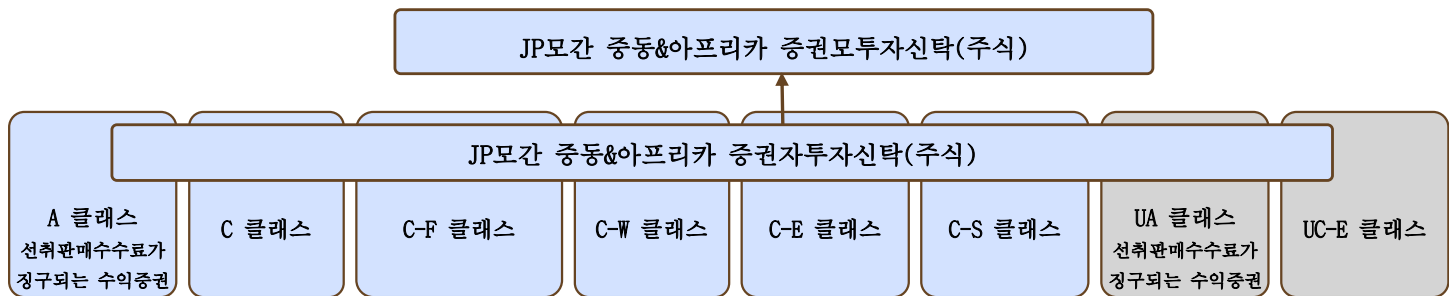 JP모간 중동&아프리카 증권모투자신탁(주식)
JP모간 중동&아프리카 증권자투자신탁(주식)
A 클래스
선취판매수수료가
징구되는 수익증권
C 클래스
C-F 클래스
C-W 클래스
C-E 클래스
C-S 클래스
UA 클래스
선취판매수수료가
징구되는 수익증권
UC-E 클래스